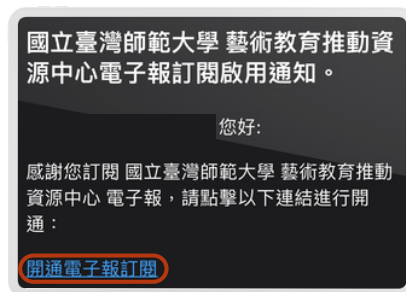 國立臺灣師範大學 藝術教育推動資
源中心電子報訂閱啟用通知。
您好:
感謝您訂閱 國立臺灣師範大學 藝術教育推動
資源中心 電子報，請點擊以下連結進行開
通：
開通電子報訂閱